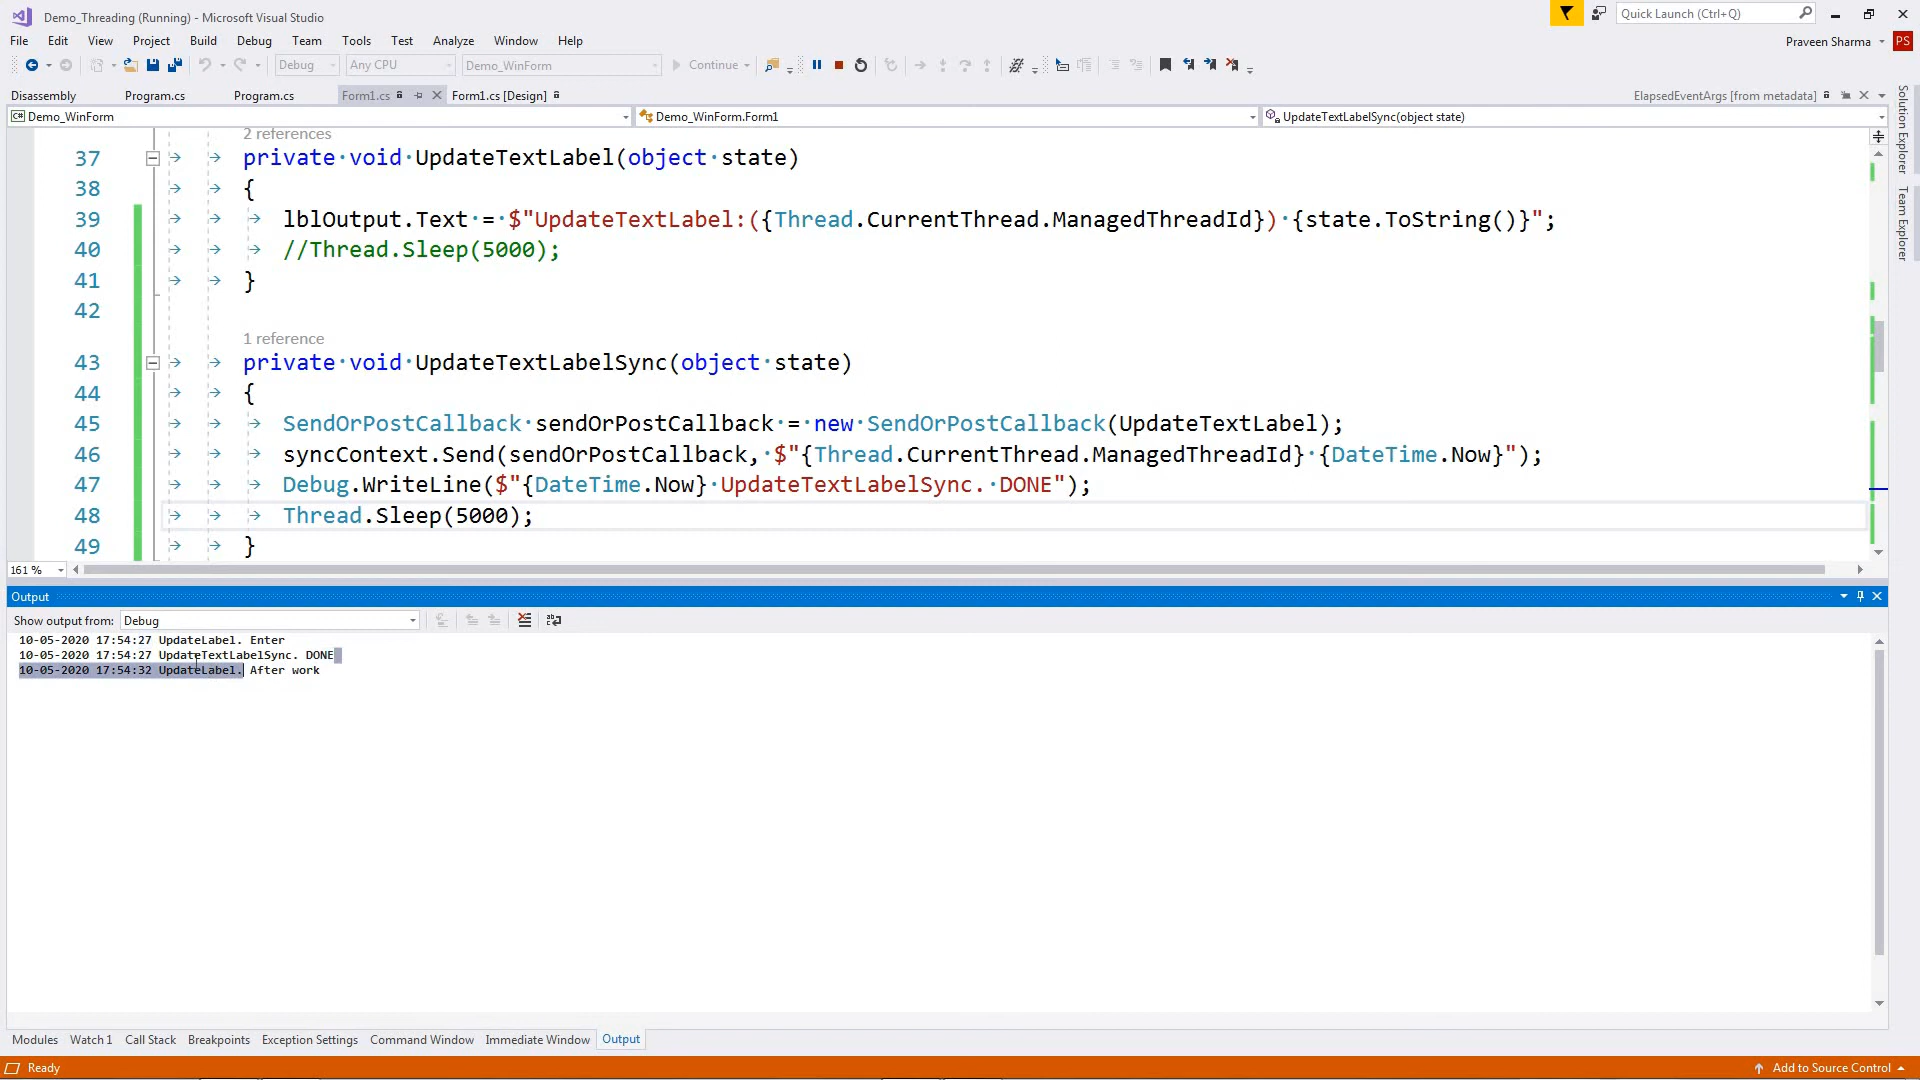 Demo_Threading (Running) - Microsoft Visual Studio
Quick Launch (Ctrl+Q)
File Edit View Project Build Debug Team Tools Test Analyze Window Help
Praveen Sharma PS
Debug Any CPU Demo_WinForm Continue
Disassembly Program.cs Program.cs Form1.cs Form1.cs [Design] ElapsedEventArgs [from metadata]
Demo_WinForm Demo_WinForm.Form1 UpdateTextLabelSync(object state)
Solution Explorer
Team Explorer
2 references
37 private void UpdateTextLabel(object state)
38 {
39 lblOutput.Text = $"UpdateTextLabel:({Thread.CurrentThread.ManagedThreadId}) {state.ToString()}";
40 //Thread.Sleep(5000);
41 }
42
1 reference
43 private void UpdateTextLabelSync(object state)
44 {
45 SendOrPostCallback sendOrPostCallback = new SendOrPostCallback(UpdateTextLabel);
46 syncContext.Send(sendOrPostCallback, $"{Thread.CurrentThread.ManagedThreadId} {DateTime.Now}");
47 Debug.WriteLine($"{DateTime.Now} UpdateTextLabelSync. DONE");
48 Thread.Sleep(5000);
49 }
161 %
Output
Show output from: Debug
10-05-2020 17:54:27 UpdateLabel. Enter
10-05-2020 17:54:27 UpdateTextLabelSync. DONE
10-05-2020 17:54:32 UpdateLabel. After work
Modules Watch 1 Call Stack Breakpoints Exception Settings Command Window Immediate Window Output
Ready Add to Source Control